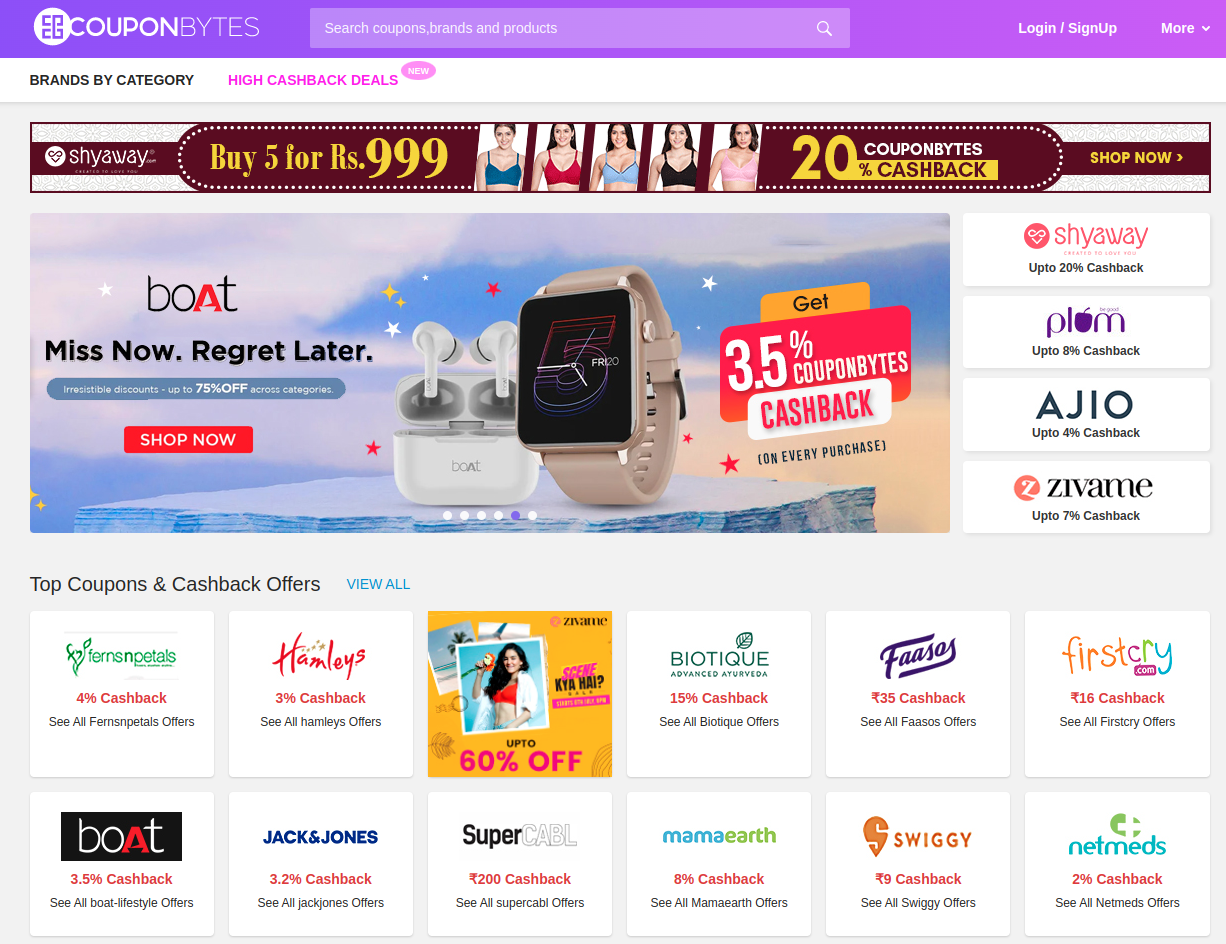 COUPONBYTES
Search coupons,brands and products
Login / SignUp
More
BRANDS BY CATEGORY
HIGH CASHBACK DEALS
NEW
shyaway.com
CREATED TO LOVE YOU
Buy 5 for Rs.999
20% COUPONBYTES
CASHBACK
SHOP NOW ›
boAt
Miss Now. Regret Later.
Irresistible discounts - up to 75%OFF across categories.
SHOP NOW
boAt
FRI 20
Get
3.5% COUPONBYTES
CASHBACK
(ON EVERY PURCHASE)
shyaway
CREATED TO LOVE YOU
Upto 20% Cashback
be good
plum
Upto 8% Cashback
AJIO
Upto 4% Cashback
zivame
Upto 7% Cashback
Top Coupons & Cashback Offers
VIEW ALL
fernsnpetals
4% Cashback
See All Fernsnpetals Offers
Hamleys
3% Cashback
See All hamleys Offers
zivame
SCENE
KYA HAI?
SALE
UPTO
60% OFF
BIOTIQUE
ADVANCED AYURVEDA
15% Cashback
See All Biotique Offers
Faasos
₹35 Cashback
See All Faasos Offers
firstcry
.com
₹16 Cashback
See All Firstcry Offers
boAt
3.5% Cashback
See All boat-lifestyle Offers
JACK&JONES
3.2% Cashback
See All jackjones Offers
SuperCABL
₹200 Cashback
See All supercabl Offers
mamaearth
8% Cashback
See All Mamaearth Offers
SWIGGY
₹9 Cashback
See All Swiggy Offers
netmeds
2% Cashback
See All Netmeds Offers